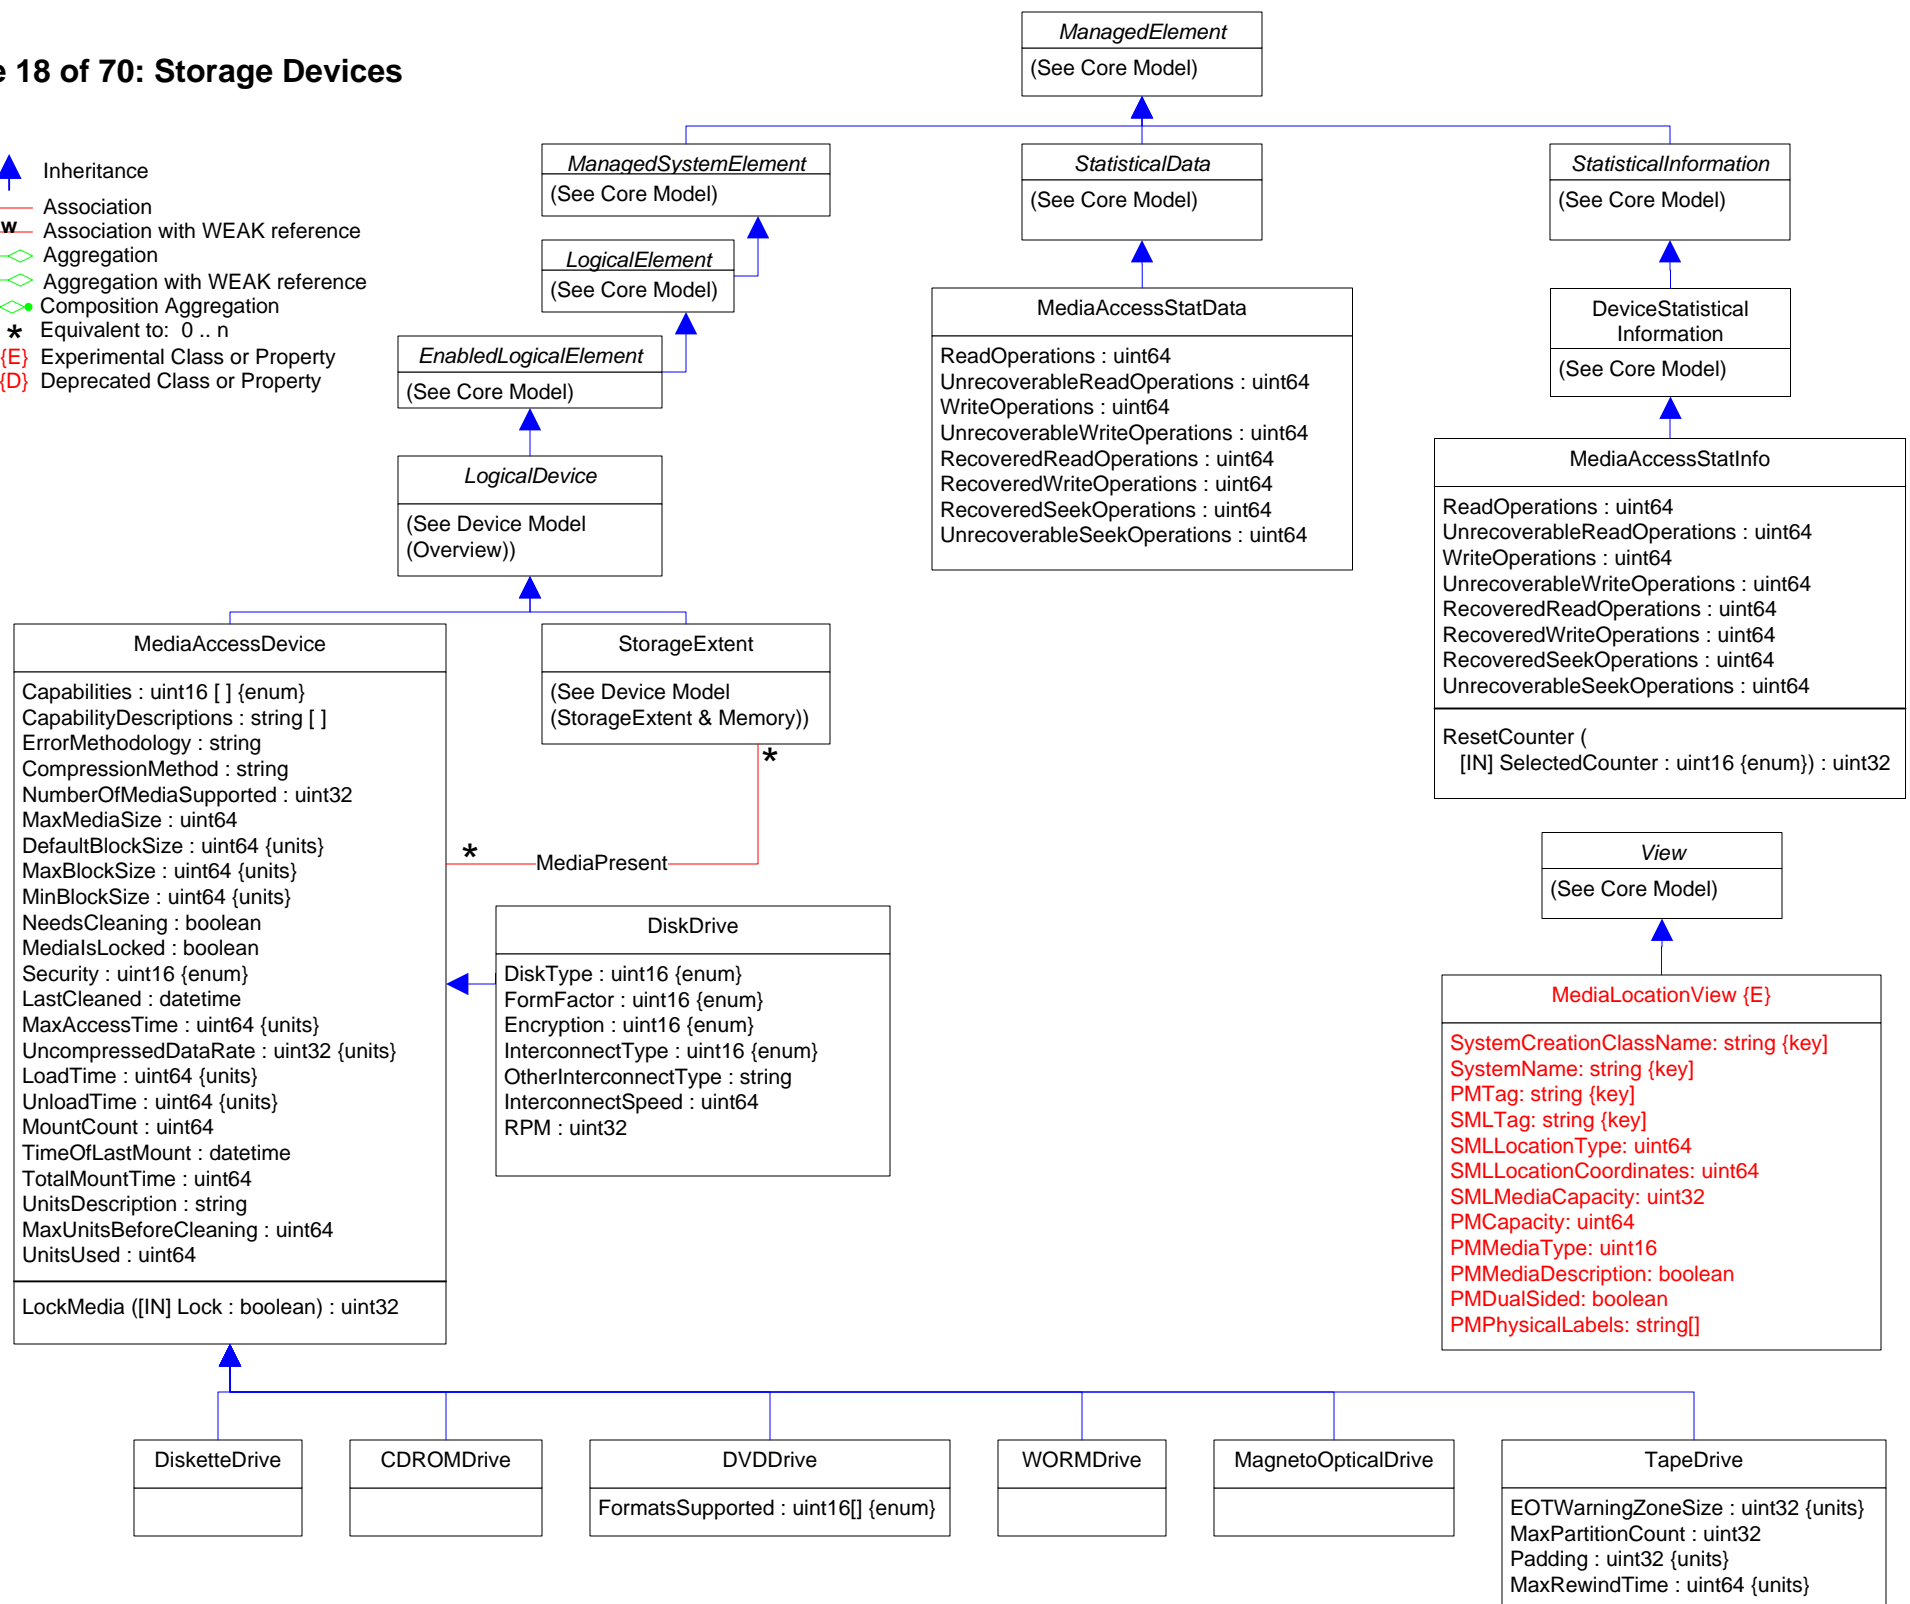 e 18 of 70: Storage Devices
Inheritance
Association
w Association with WEAK reference
Aggregation
Aggregation with WEAK reference
Composition Aggregation
* Equivalent to: 0 .. n
{E} Experimental Class or Property
{D} Deprecated Class or Property
ManagedElement
(See Core Model)
ManagedSystemElement
(See Core Model)
StatisticalData
(See Core Model)
StatisticalInformation
(See Core Model)
LogicalElement
(See Core Model)
EnabledLogicalElement
(See Core Model)
LogicalDevice
(See Device Model
(Overview))
MediaAccessStatData
ReadOperations : uint64
UnrecoverableReadOperations : uint64
WriteOperations : uint64
UnrecoverableWriteOperations : uint64
RecoveredReadOperations : uint64
RecoveredWriteOperations : uint64
RecoveredSeekOperations : uint64
UnrecoverableSeekOperations : uint64
DeviceStatistical
Information
(See Core Model)
MediaAccessStatInfo
ReadOperations : uint64
UnrecoverableReadOperations : uint64
WriteOperations : uint64
UnrecoverableWriteOperations : uint64
RecoveredReadOperations : uint64
RecoveredWriteOperations : uint64
RecoveredSeekOperations : uint64
UnrecoverableSeekOperations : uint64
ResetCounter (
[IN] SelectedCounter : uint16 {enum}) : uint32
MediaAccessDevice
Capabilities : uint16 [ ] {enum}
CapabilityDescriptions : string [ ]
ErrorMethodology : string
CompressionMethod : string
NumberOfMediaSupported : uint32
MaxMediaSize : uint64
DefaultBlockSize : uint64 {units}
MaxBlockSize : uint64 {units}
MinBlockSize : uint64 {units}
NeedsCleaning : boolean
MediaIsLocked : boolean
Security : uint16 {enum}
LastCleaned : datetime
MaxAccessTime : uint64 {units}
UncompressedDataRate : uint32 {units}
LoadTime : uint64 {units}
UnloadTime : uint64 {units}
MountCount : uint64
TimeOfLastMount : datetime
TotalMountTime : uint64
UnitsDescription : string
MaxUnitsBeforeCleaning : uint64
UnitsUsed : uint64
LockMedia ([IN] Lock : boolean) : uint32
StorageExtent
(See Device Model
(StorageExtent & Memory))
*
*
MediaPresent
DiskDrive
DiskType : uint16 {enum}
FormFactor : uint16 {enum}
Encryption : uint16 {enum}
InterconnectType : uint16 {enum}
OtherInterconnectType : string
InterconnectSpeed : uint64
RPM : uint32
View
(See Core Model)
MediaLocationView {E}
SystemCreationClassName: string {key]
SystemName: string {key]
PMTag: string {key]
SMLTag: string {key]
SMLLocationType: uint64
SMLLocationCoordinates: uint64
SMLMediaCapacity: uint32
PMCapacity: uint64
PMMediaType: uint16
PMMediaDescription: boolean
PMDualSided: boolean
PMPhysicalLabels: string[]
DisketteDrive
CDROMDrive
DVDDrive
FormatsSupported : uint16[] {enum}
WORMDrive
MagnetoOpticalDrive
TapeDrive
EOTWarningZoneSize : uint32 {units}
MaxPartitionCount : uint32
Padding : uint32 {units}
MaxRewindTime : uint64 {units}